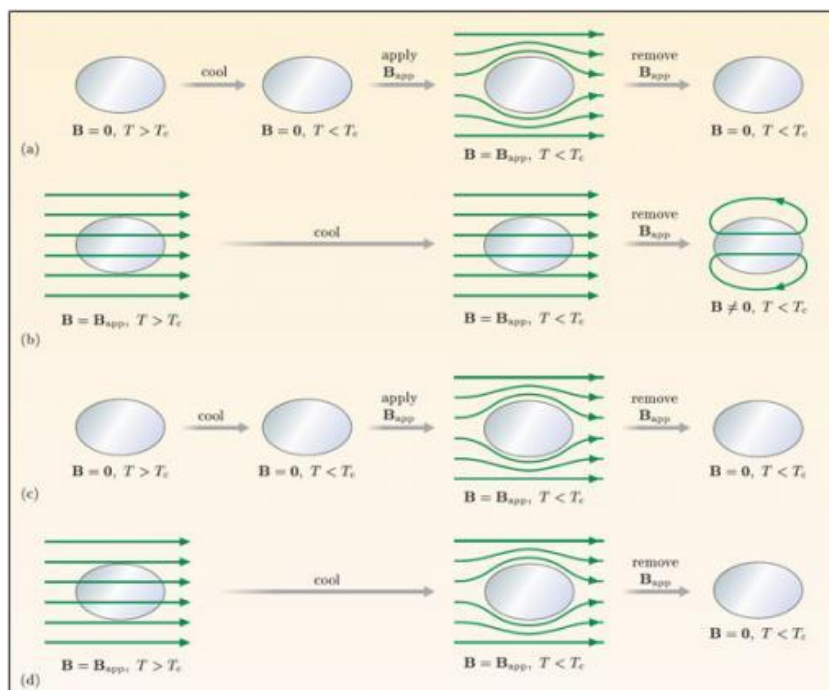 cool
apply
B_app
remove
B_app
B = 0, T > T_c
B = 0, T < T_c
B = B_app, T < T_c
B = 0, T < T_c
(a)
cool
remove
B_app
B = B_app, T > T_c
B = B_app, T < T_c
B ≠ 0, T < T_c
(b)
cool
apply
B_app
remove
B_app
B = 0, T > T_c
B = 0, T < T_c
B = B_app, T < T_c
B = 0, T < T_c
(c)
cool
remove
B_app
B = B_app, T > T_c
B = B_app, T < T_c
B = 0, T < T_c
(d)